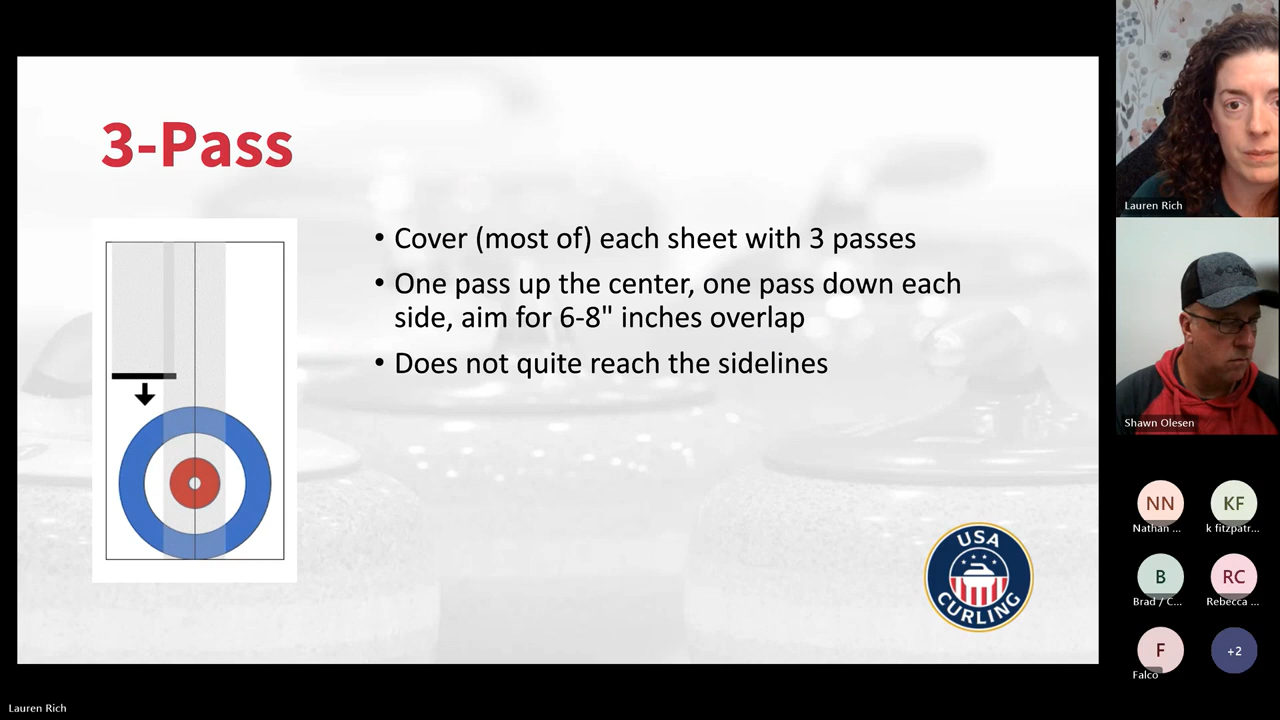 3-Pass
• Cover (most of) each sheet with 3 passes
• One pass up the center, one pass down each
side, aim for 6-8" inches overlap
• Does not quite reach the sidelines
USA
CURLING
Lauren Rich
Shawn Olesen
NN
Nathan ...
KF
k fitzpatr...
B
Brad / C...
RC
Rebecca ...
F
Falco
+2
Lauren Rich